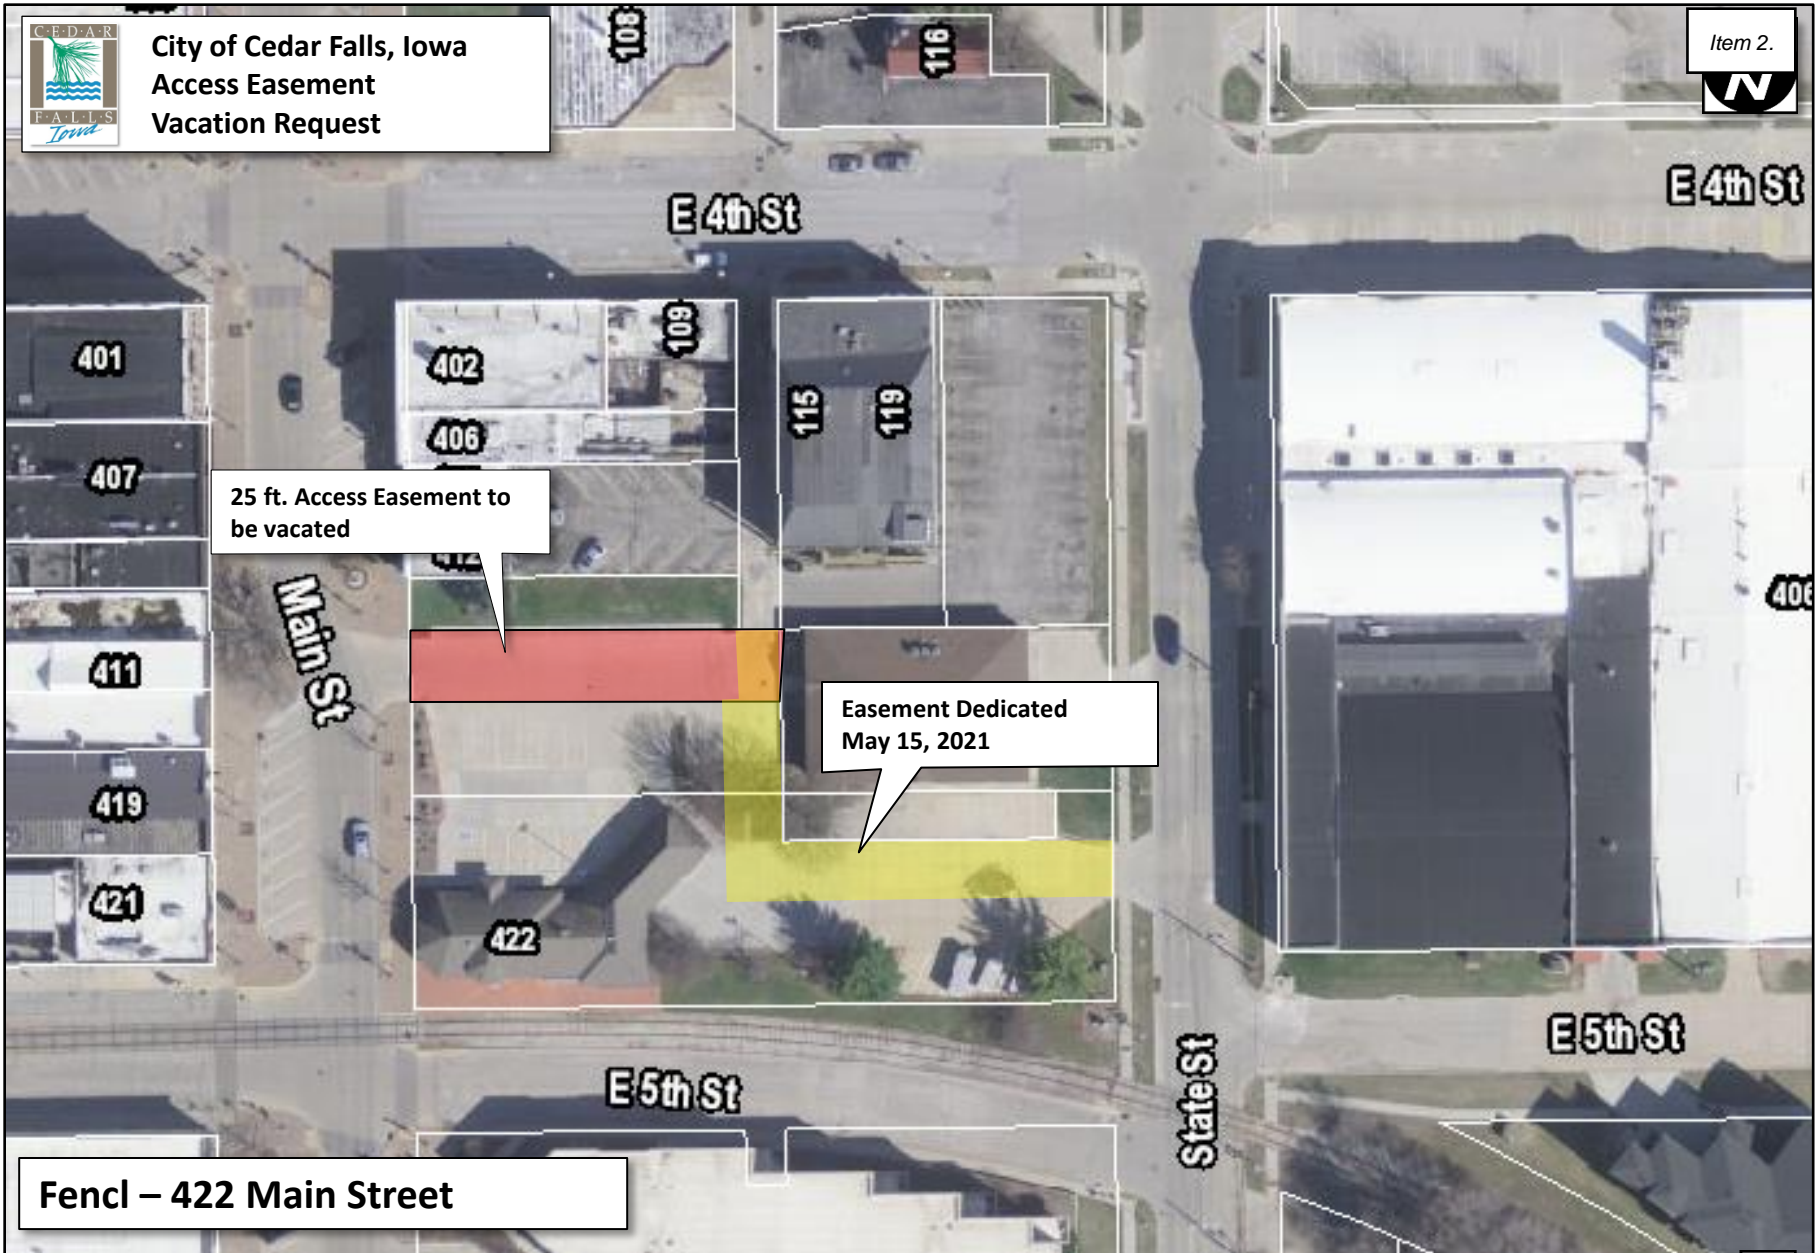 CEDAR
FALLS
Iowa
City of Cedar Falls, Iowa
Access Easement
Vacation Request
Item 2.
N
108
116
E 4th St
E 4th St
401
402
109
115
119
406
407
25 ft. Access Easement to
be vacated
412
Main St
406
411
Easement Dedicated
May 15, 2021
419
421
422
E 5th St
E 5th St
State St
Fencl – 422 Main Street